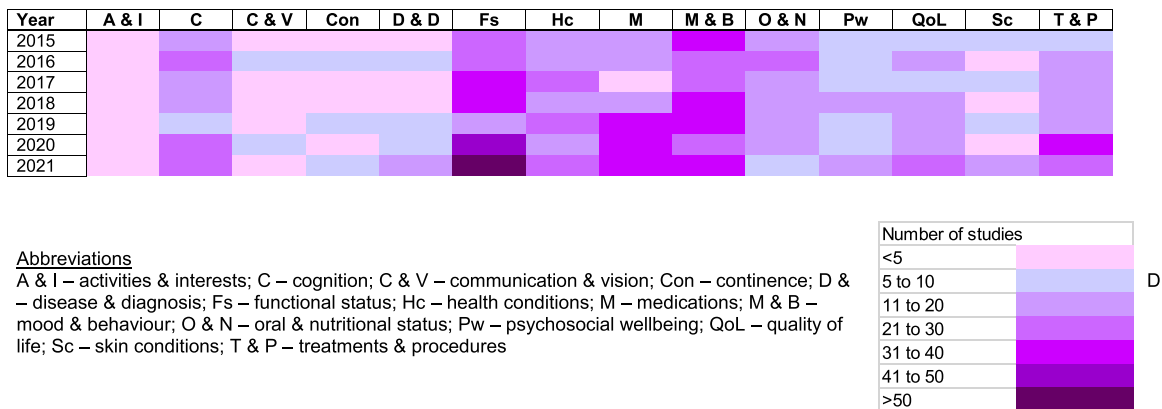 Year A & I C C & V Con D & D Fs Hc M M & B O & N Pw QoL Sc T & P
2015
2016
2017
2018
2019
2020
2021
Abbreviations
A & I – activities & interests; C – cognition; C & V – communication & vision; Con – continence; D & D
– disease & diagnosis; Fs – functional status; Hc – health conditions; M – medications; M & B –
mood & behaviour; O & N – oral & nutritional status; Pw – psychosocial wellbeing; QoL – quality of
life; Sc – skin conditions; T & P – treatments & procedures
Number of studies
<5
5 to 10
11 to 20
21 to 30
31 to 40
41 to 50
>50